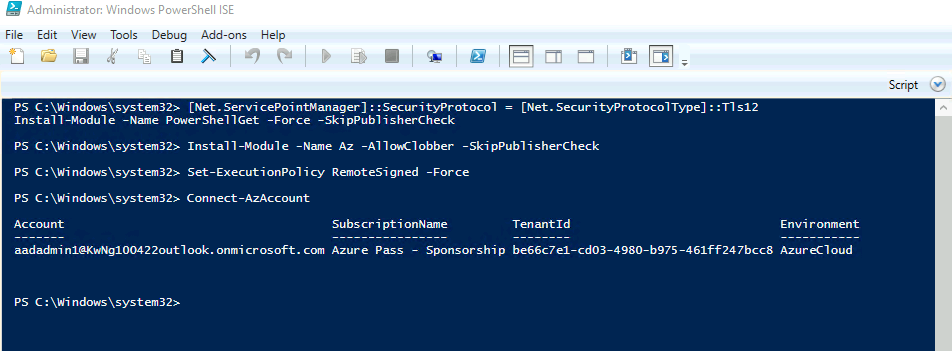 Administrator: Windows PowerShell ISE
File Edit View Tools Debug Add-ons Help
Script
PS C:\Windows\system32> [Net.ServicePointManager]::SecurityProtocol = [Net.SecurityProtocolType]::Tls12
Install-Module -Name PowerShellGet -Force -SkipPublisherCheck
PS C:\Windows\system32> Install-Module -Name Az -AllowClobber -SkipPublisherCheck
PS C:\Windows\system32> Set-ExecutionPolicy RemoteSigned -Force
PS C:\Windows\system32> Connect-AzAccount
Account SubscriptionName TenantId Environment
------- ---------------- -------- -----------
aadadmin1@KwNg100422outlook.onmicrosoft.com Azure Pass - Sponsorship be66c7e1-cd03-4980-b975-461ff247bcc8 AzureCloud
PS C:\Windows\system32>